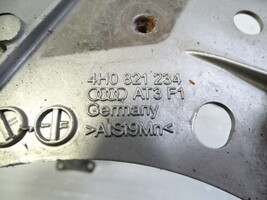 4H0 821 234
AT3 F1
Germany
>AlSi9Mn<